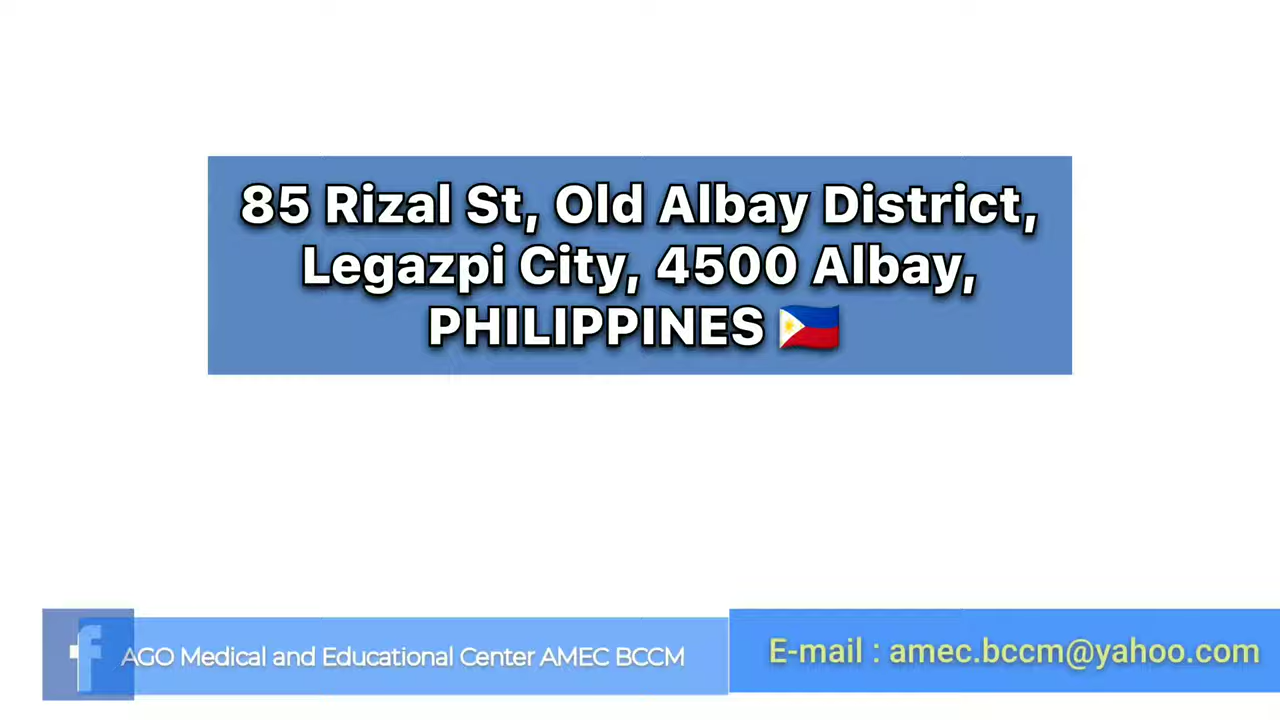 85 Rizal St, Old Albay District,
Legazpi City, 4500 Albay,
PHILIPPINES 🇵🇭
AGO Medical and Educational Center AMEC BCCM
E-mail : amec.bccm@yahoo.com